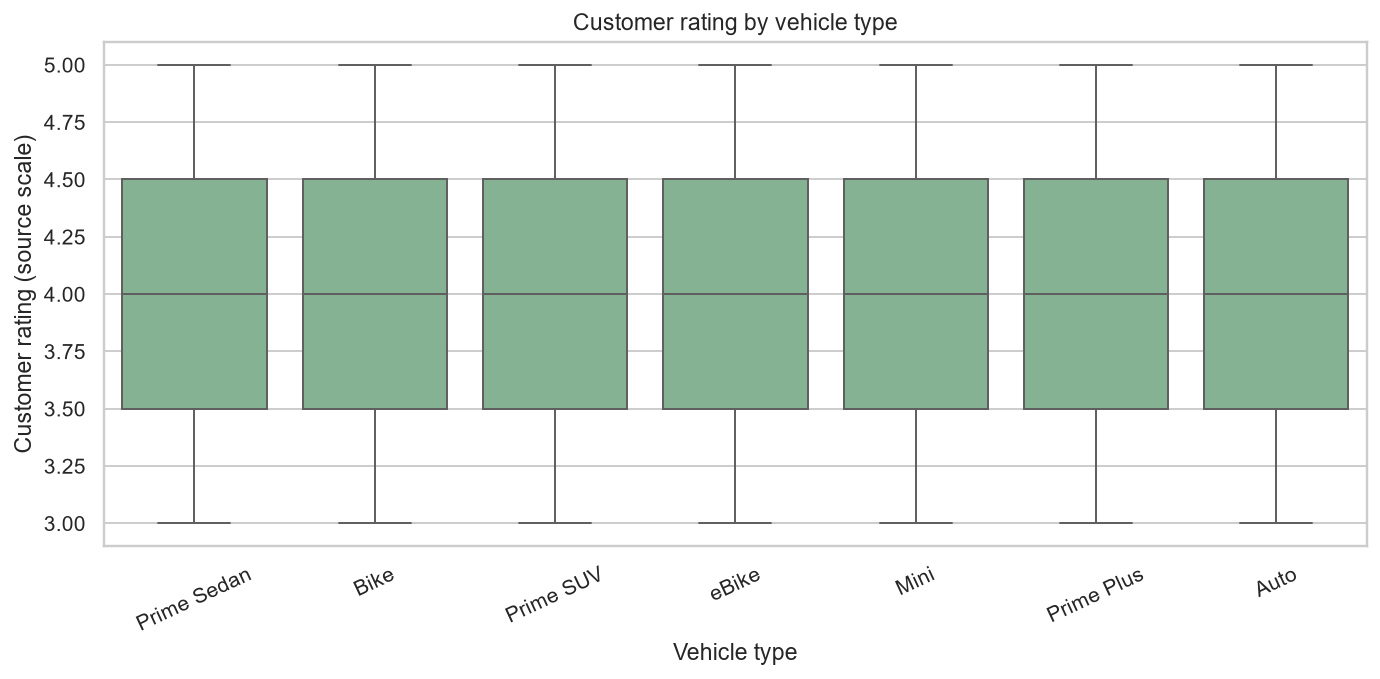 Customer rating by vehicle type
Customer rating (source scale)
5.00
4.75
4.50
4.25
4.00
3.75
3.50
3.25
3.00
Prime Sedan
Bike
Prime SUV
eBike
Mini
Prime Plus
Auto
Vehicle type